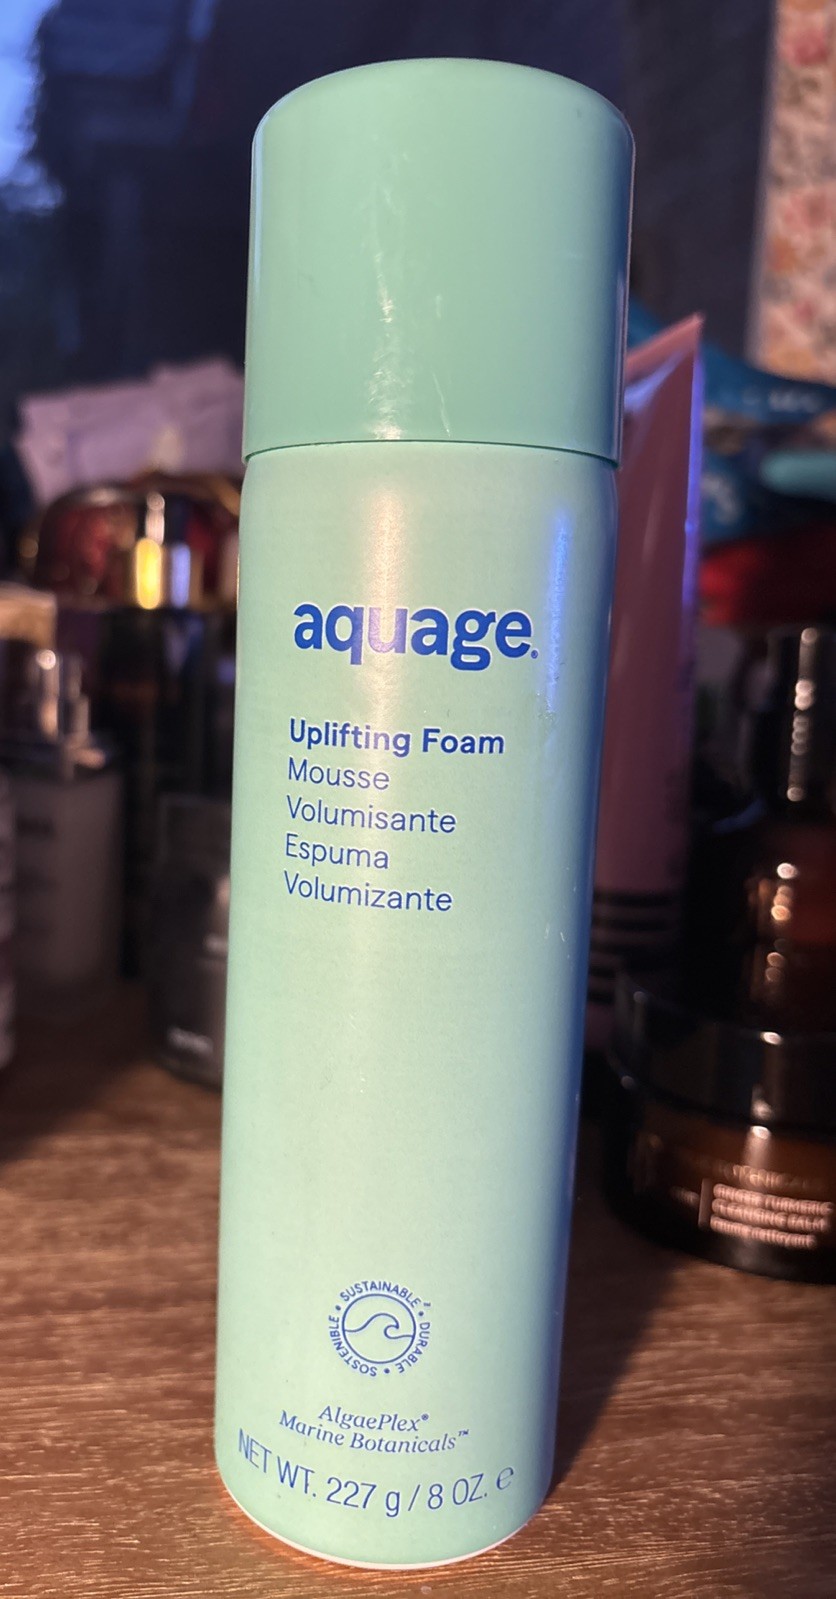 aquage®
Uplifting Foam
Mousse
Volumisante
Espuma
Volumizante
SUSTAINABLE* • DURABLE • SOSTENIBLE •
AlgaePlex®
Marine Botanicals™
NET WT. 227 g / 8 OZ. e